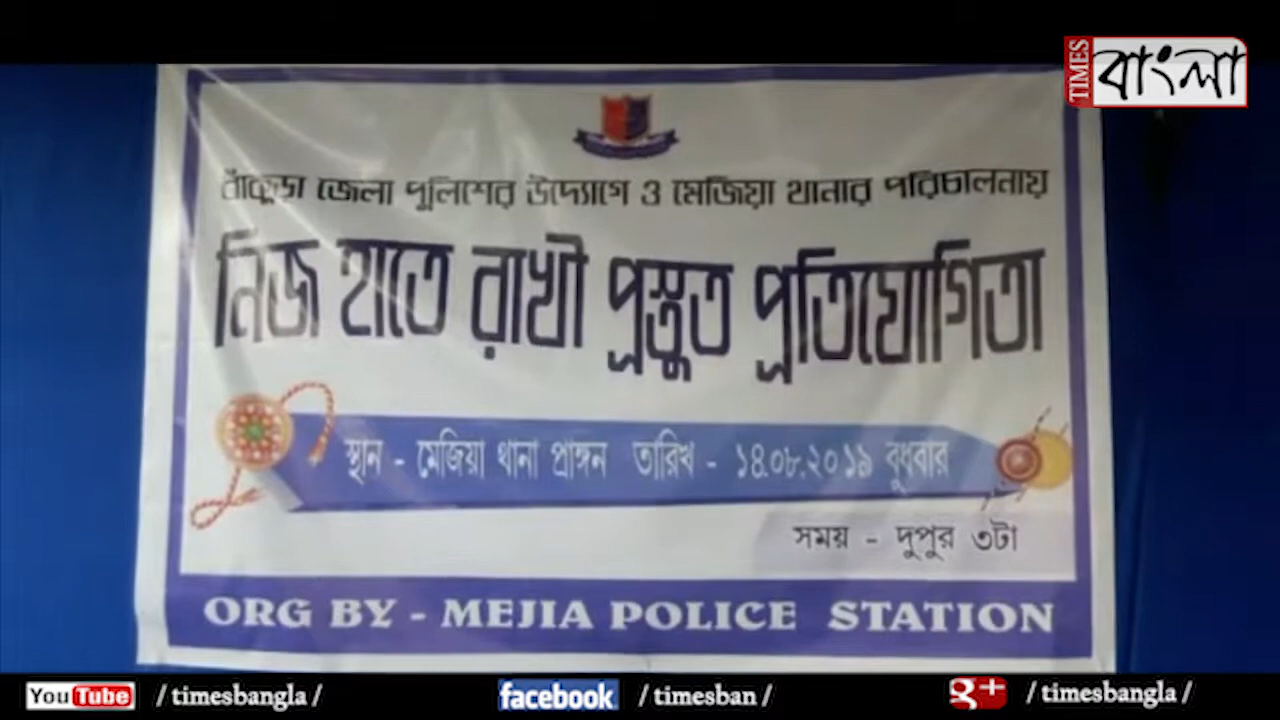 TIMES বাংলা
বাঁকুড়া জেলা পুলিশের উদ্যোগে ও মেজিয়া থানার পরিচালনায়
নিজ হাতে রাখী প্রস্তুত প্রতিযোগিতা
স্থান - মেজিয়া থানা প্রাঙ্গন তারিখ - ১৪.০৮.২০১৯ বুধবার
সময় - দুপুর ৩টা
ORG BY - MEJIA POLICE STATION
YouTube / timesbangla / facebook / timesban / g+ / timesbangla /